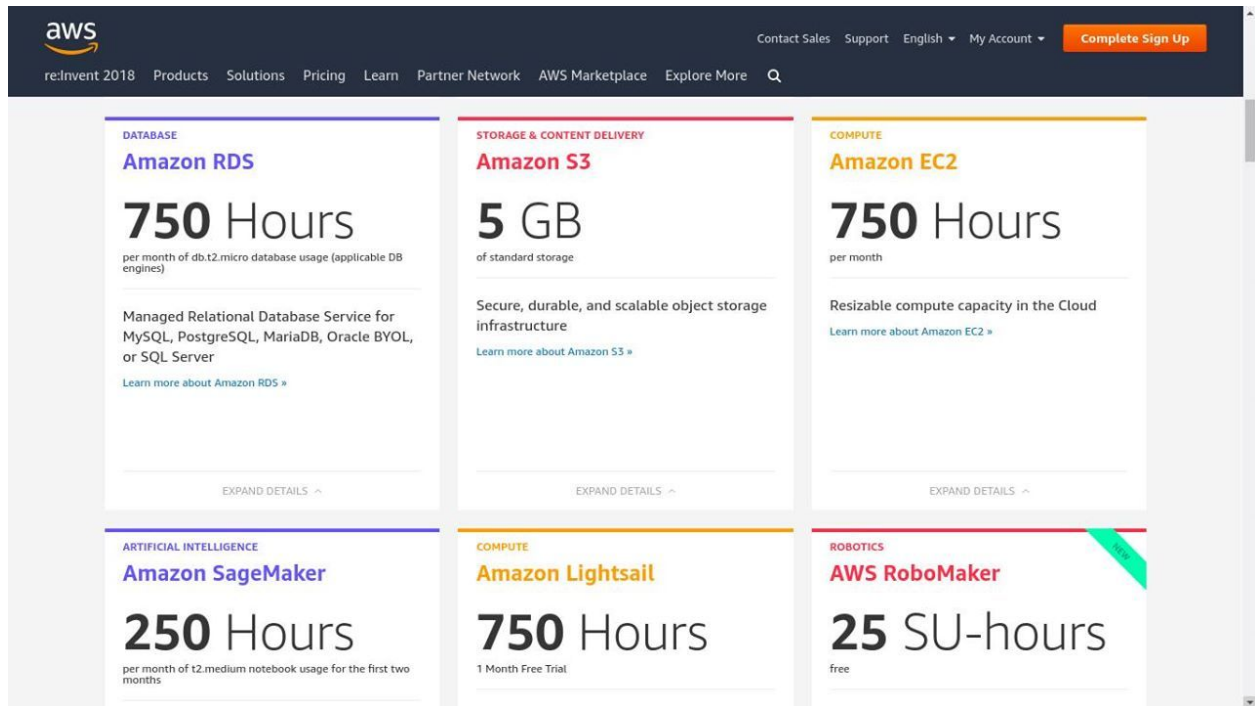 aws
Contact Sales Support English My Account Complete Sign Up
re:Invent 2018 Products Solutions Pricing Learn Partner Network AWS Marketplace Explore More
DATABASE
Amazon RDS
750 Hours
per month of db.t2.micro database usage (applicable DB
engines)
Managed Relational Database Service for
MySQL, PostgreSQL, MariaDB, Oracle BYOL,
or SQL Server
Learn more about Amazon RDS »
EXPAND DETAILS
STORAGE & CONTENT DELIVERY
Amazon S3
5 GB
of standard storage
Secure, durable, and scalable object storage
infrastructure
Learn more about Amazon S3 »
EXPAND DETAILS
COMPUTE
Amazon EC2
750 Hours
per month
Resizable compute capacity in the Cloud
Learn more about Amazon EC2 »
EXPAND DETAILS
ARTIFICIAL INTELLIGENCE
Amazon SageMaker
250 Hours
per month of t2.medium notebook usage for the first two
months
COMPUTE
Amazon Lightsail
750 Hours
1 Month Free Trial
ROBOTICS
NEW
AWS RoboMaker
25 SU-hours
free